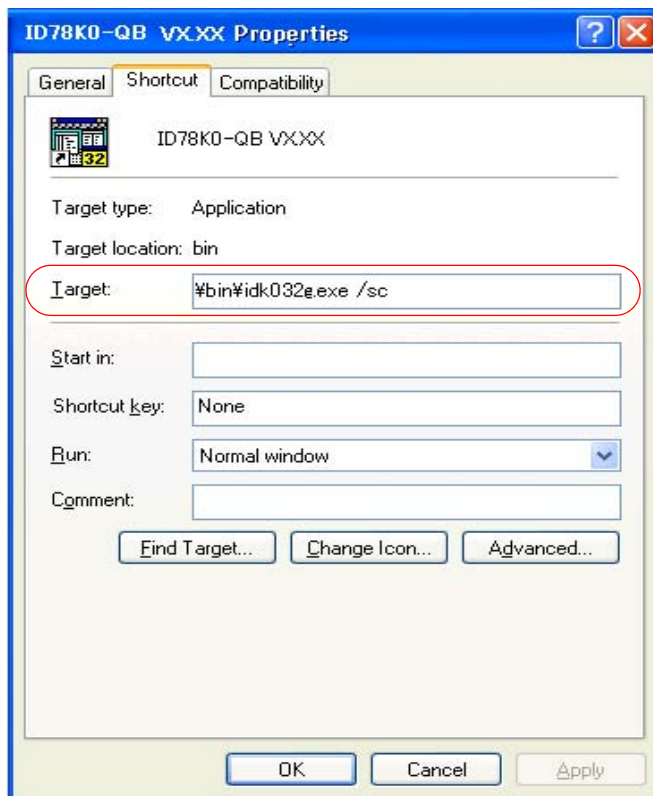 ID78K0-QB VX.XX Properties
General Shortcut Compatibility
32
ID78K0-QB VX.XX
Target type: Application
Target location: bin
Target: ¥bin¥idk032g.exe /sc
Start in:
Shortcut key: None
Run: Normal window
Comment:
Find Target... Change Icon... Advanced...
OK Cancel Apply